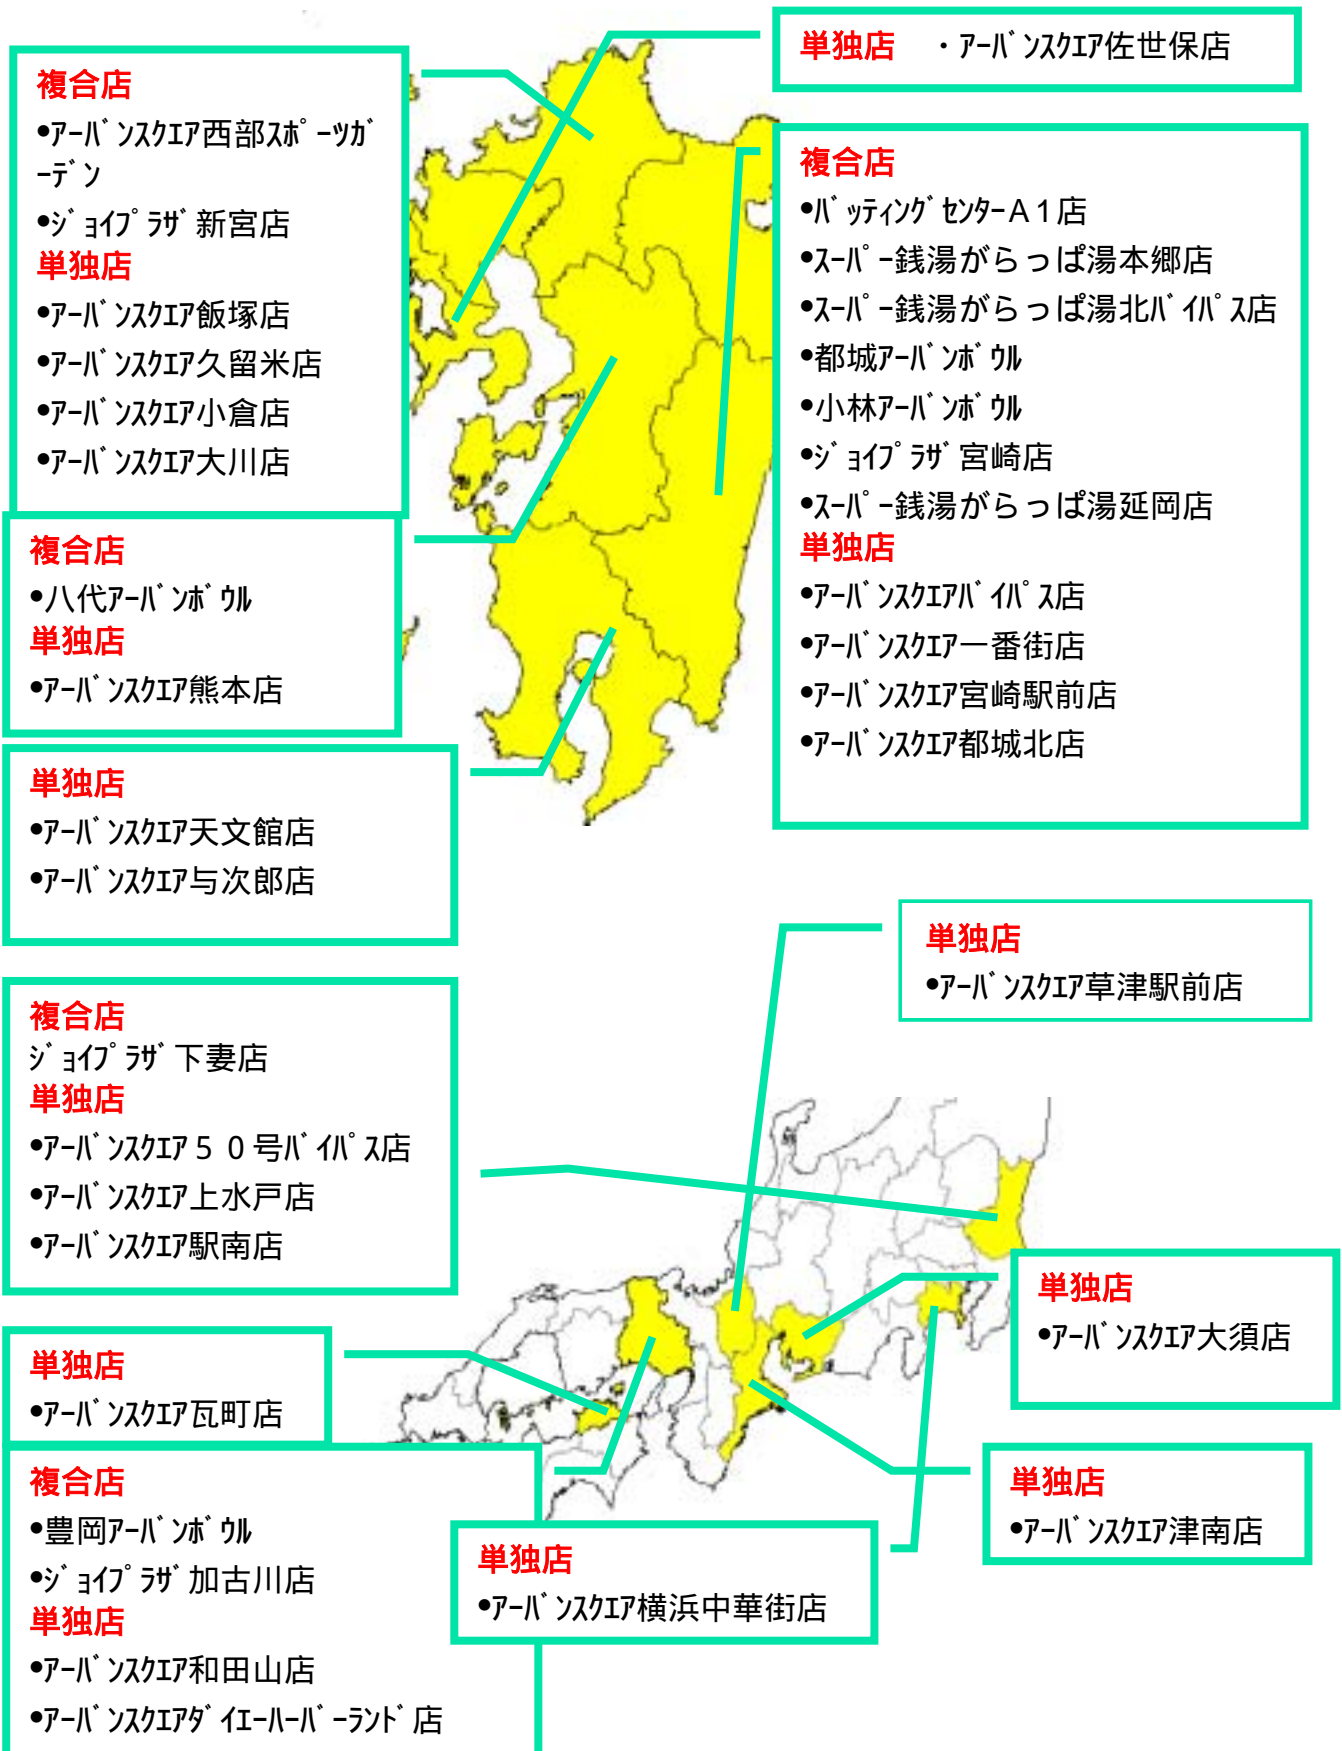 単独店　・ｱｰﾊﾞﾝｽｸｴｱ佐世保店
複合店
•ｱｰﾊﾞﾝｽｸｴｱ西部ｽﾎﾟｰﾂｶﾞ
ｰﾃﾞﾝ
•ｼﾞｮｲﾌﾟﾗｻﾞ新宮店
単独店
•ｱｰﾊﾞﾝｽｸｴｱ飯塚店
•ｱｰﾊﾞﾝｽｸｴｱ久留米店
•ｱｰﾊﾞﾝｽｸｴｱ小倉店
•ｱｰﾊﾞﾝｽｸｴｱ大川店
複合店
•ﾊﾞｯﾃｨﾝｸﾞｾﾝﾀｰＡ１店
•ｽｰﾊﾟｰ銭湯がらっぱ湯本郷店
•ｽｰﾊﾟｰ銭湯がらっぱ湯北ﾊﾞｲﾊﾟｽ店
•都城ｱｰﾊﾞﾝﾎﾞｳﾙ
•小林ｱｰﾊﾞﾝﾎﾞｳﾙ
•ｼﾞｮｲﾌﾟﾗｻﾞ宮崎店
•ｽｰﾊﾟｰ銭湯がらっぱ湯延岡店
単独店
•ｱｰﾊﾞﾝｽｸｴｱﾊﾞｲﾊﾟｽ店
•ｱｰﾊﾞﾝｽｸｴｱ一番街店
•ｱｰﾊﾞﾝｽｸｴｱ宮崎駅前店
•ｱｰﾊﾞﾝｽｸｴｱ都城北店
複合店
•八代ｱｰﾊﾞﾝﾎﾞｳﾙ
単独店
•ｱｰﾊﾞﾝｽｸｴｱ熊本店
単独店
•ｱｰﾊﾞﾝｽｸｴｱ天文館店
•ｱｰﾊﾞﾝｽｸｴｱ与次郎店
単独店
•ｱｰﾊﾞﾝｽｸｴｱ草津駅前店
複合店
ｼﾞｮｲﾌﾟﾗｻﾞ下妻店
単独店
•ｱｰﾊﾞﾝｽｸｴｱ５０号ﾊﾞｲﾊﾟｽ店
•ｱｰﾊﾞﾝｽｸｴｱ上水戸店
•ｱｰﾊﾞﾝｽｸｴｱ駅南店
単独店
•ｱｰﾊﾞﾝｽｸｴｱ大須店
単独店
•ｱｰﾊﾞﾝｽｸｴｱ瓦町店
複合店
•豊岡ｱｰﾊﾞﾝﾎﾞｳﾙ
•ｼﾞｮｲﾌﾟﾗｻﾞ加古川店
単独店
•ｱｰﾊﾞﾝｽｸｴｱ和田山店
•ｱｰﾊﾞﾝｽｸｴｱﾀﾞｲｴｰﾊｰﾊﾞｰﾗﾝﾄﾞ店
単独店
•ｱｰﾊﾞﾝｽｸｴｱ津南店
単独店
•ｱｰﾊﾞﾝｽｸｴｱ横浜中華街店